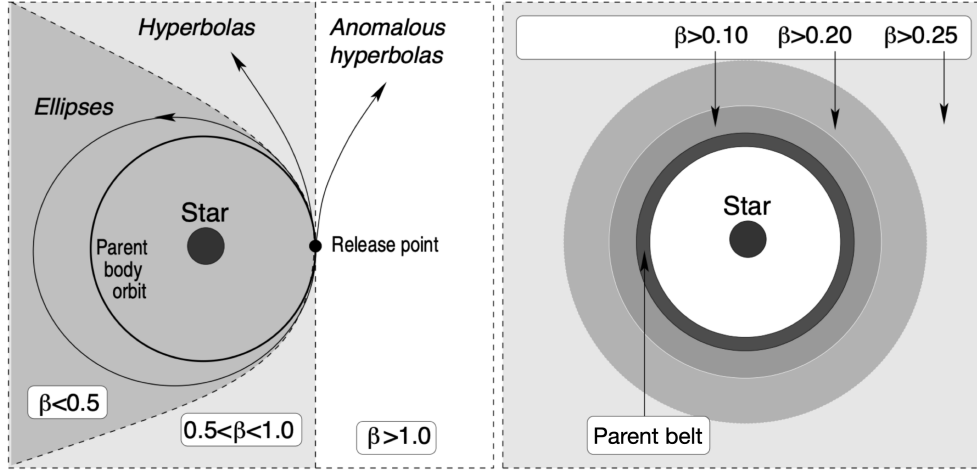 Hyperbolas
Anomalous
hyperbolas
Ellipses
Star
Parent
body
orbit
Release point
β<0.5
0.5<β<1.0
β>1.0
β>0.10
β>0.20
β>0.25
Star
Parent belt